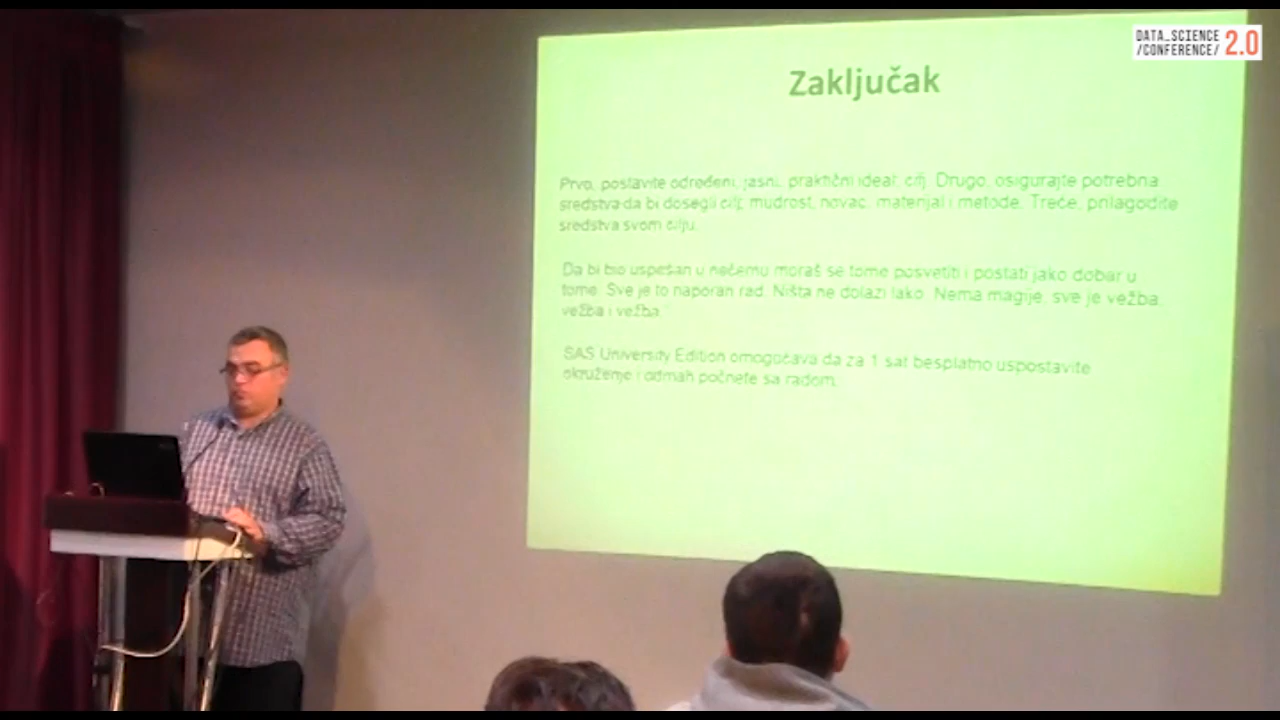 DATA_SCIENCE
/CONFERENCE/ 2.0
Zaključak
Prvo, postavite određeni, jasni, praktični ideal, cilj. Drugo, osigurajte potrebna
sredstva da bi dosegli cilj; mudrost, novac, materijal i metode. Treće, prilagodite
sredstva svom cilju.
Da bi bio uspešan u nečemu moraš se tome posvetiti i postati jako dobar u
tome. Sve je to naporan rad. Ništa ne dolazi lako. Nema magije, sve je vežba,
vežba i vežba."
SAS University Edition omogočava da za 1 sat besplatno uspostavite
okruženje i odmah počnete sa radom.